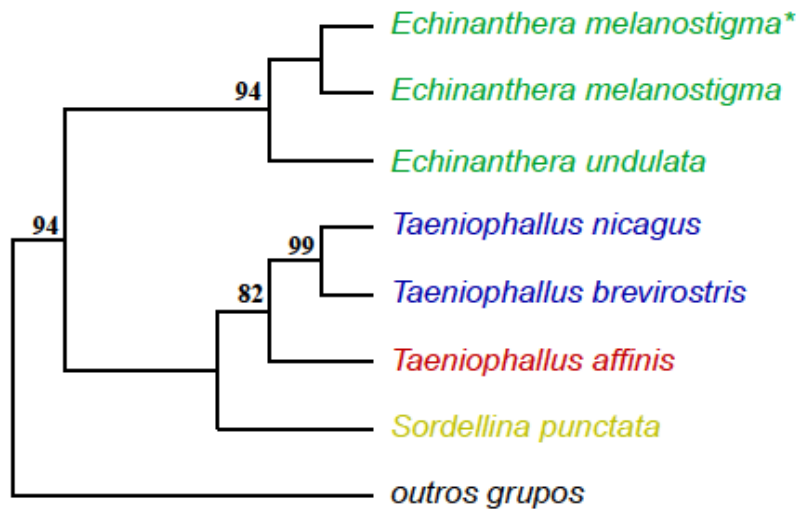 Echinanthera melanostigma*
94
Echinanthera melanostigma
Echinanthera undulata
94
Taeniophallus nicagus
99
82
Taeniophallus brevirostris
Taeniophallus affinis
Sordellina punctata
outros grupos